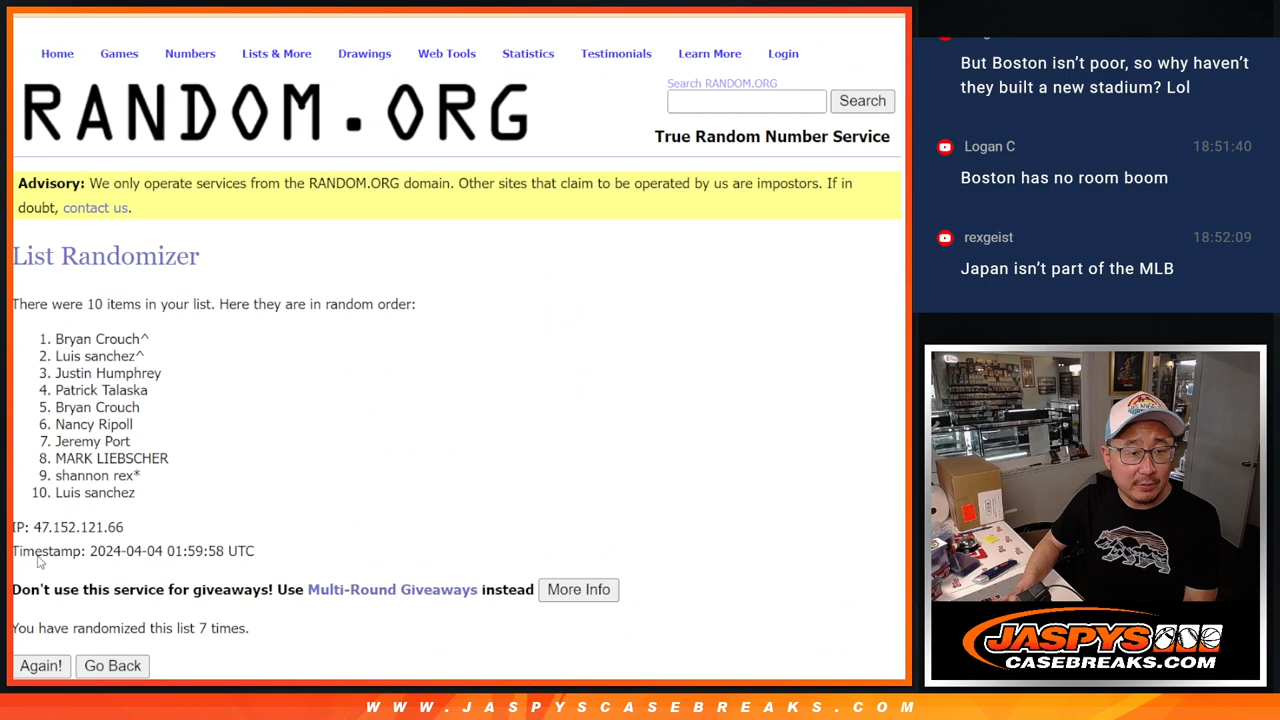 Home Games Numbers Lists & More Drawings Web Tools Statistics Testimonials Learn More Login
RANDOM.ORG
Search RANDOM.ORG
Search
True Random Number Service
Advisory: We only operate services from the RANDOM.ORG domain. Other sites that claim to be operated by us are impostors. If in
doubt, contact us.
List Randomizer
There were 10 items in your list. Here they are in random order:
1. Bryan Crouch^
2. Luis sanchez^
3. Justin Humphrey
4. Patrick Talaska
5. Bryan Crouch
6. Nancy Ripoll
7. Jeremy Port
8. MARK LIEBSCHER
9. shannon rex*
10. Luis sanchez
IP: 47.152.121.66
Timestamp: 2024-04-04 01:59:58 UTC
Don't use this service for giveaways! Use Multi-Round Giveaways instead More Info
You have randomized this list 7 times.
Again! Go Back
But Boston isn't poor, so why haven't
they built a new stadium? Lol
Logan C 18:51:40
Boston has no room boom
rexgeist 18:52:09
Japan isn't part of the MLB
JASPYS
CASEBREAKS.COM
WWW.JASPYSCASEBREAKS.COM